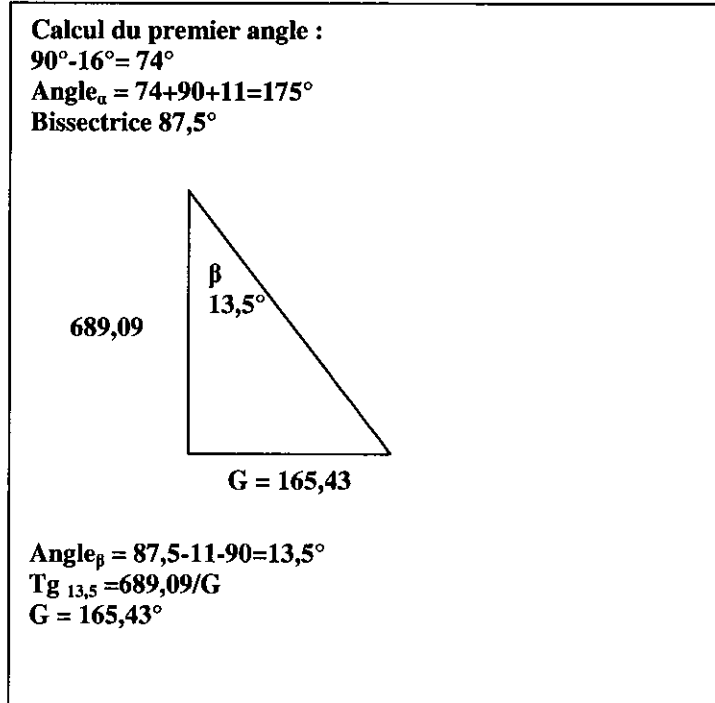 Calcul du premier angle :
90°-16°= 74°
Angleα = 74+90+11=175°
Bissectrice 87,5°
β
13,5°
689,09
G = 165,43
Angleβ = 87,5-11-90=13,5°
Tg 13,5 =689,09/G
G = 165,43°